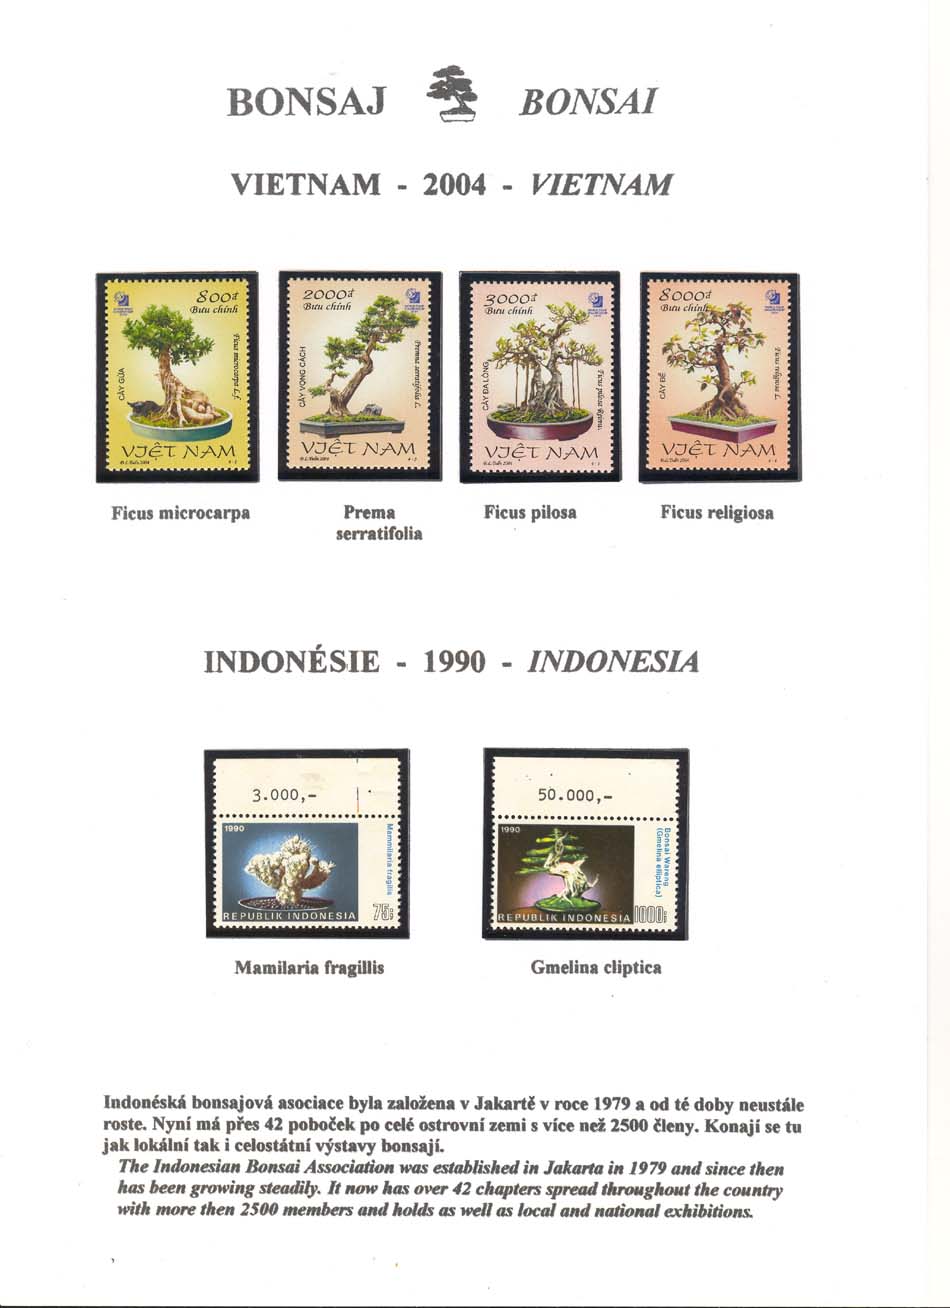 BONSAJ BONSAI
VIETNAM - 2004 - VIETNAM
800đ
Bưu chính
Ficus microcarpa L.f.
CÂY GỪA
VIỆT NAM
2000đ
Bưu chính
Premna serratifolia L.
CÂY VỌNG CÁCH
VIỆT NAM
3000đ
Bưu chính
Ficus pilosa Reinw.
CÂY ĐA LÔNG
VIỆT NAM
8000đ
Bưu chính
Ficus religiosa L.
CÂY ĐỀ
VIỆT NAM
Ficus microcarpa
Prema
serratifolia
Ficus pilosa
Ficus religiosa
INDONÉSIE - 1990 - INDONESIA
3.000,-
1990
Mammilaria fragilis
REPUBLIK INDONESIA
75
50.000,-
1990
Bonsai Wareng
(Gmelina elliptica)
REPUBLIK INDONESIA
1000
Mamilaria fragillis
Gmelina cliptica
Indonéská bonsajová asociace byla založena v Jakartě v roce 1979 a od té doby neustále
roste. Nyní má přes 42 poboček po celé ostrovní zemi s více než 2500 členy. Konají se tu
jak lokální tak i celostátní výstavy bonsají.
The Indonesian Bonsai Association was established in Jakarta in 1979 and since then
has been growing steadily. It now has over 42 chapters spread throughout the country
with more then 2500 members and holds as well as local and national exhibitions.